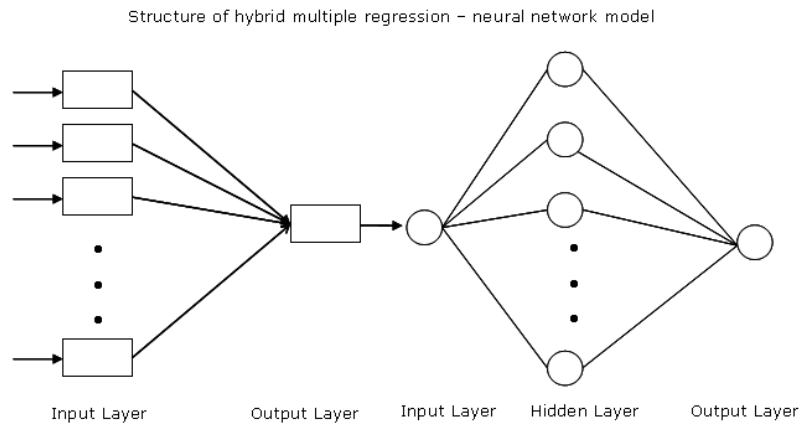 Structure of hybrid multiple regression – neural network model
Input Layer
Output Layer
Input Layer
Hidden Layer
Output Layer